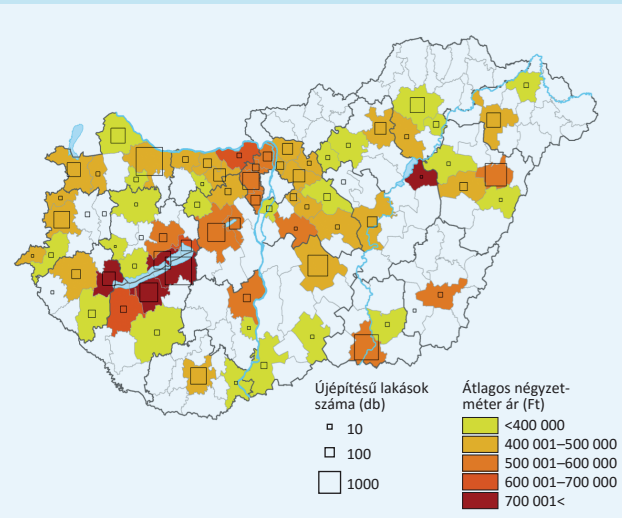 Újépítésű lakások
száma (db)
10
100
1000
Átlagos négyzet-
méter ár (Ft)
<400 000
400 001–500 000
500 001–600 000
600 001–700 000
700 001<